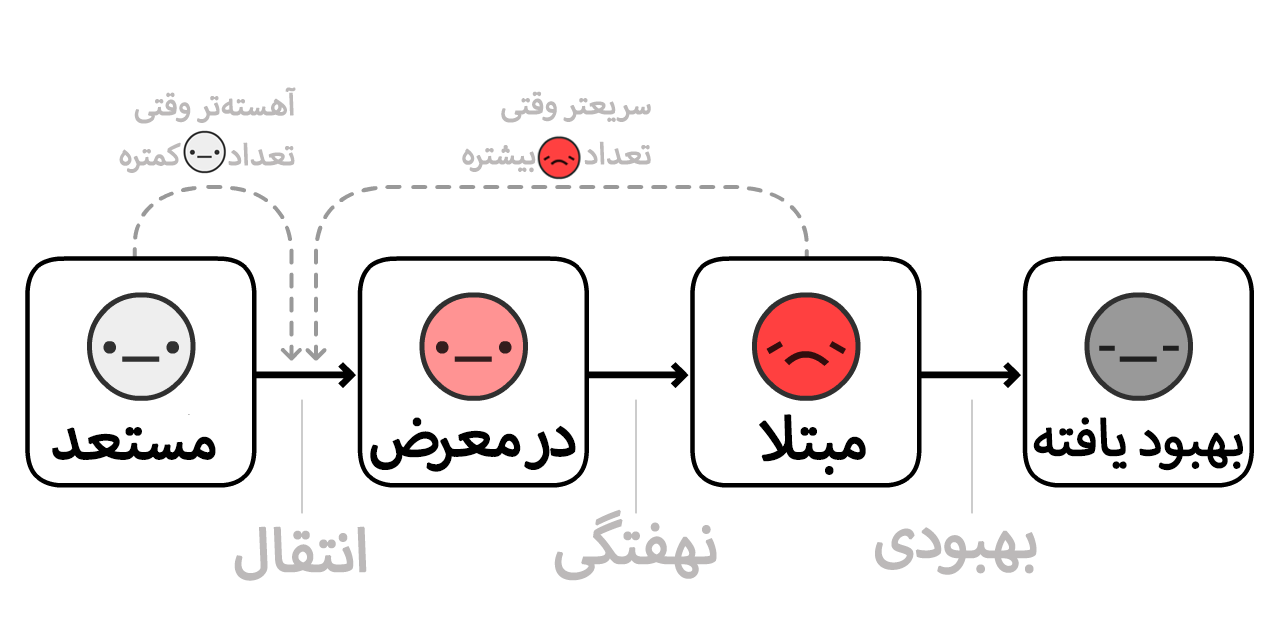 آهسته‌تر وقتی
تعداد کمتره
سریعتر وقتی
تعداد بیشتره
مستعد
در معرض
مبتلا
بهبود یافته
انتقال
نهفتگی
بهبودی